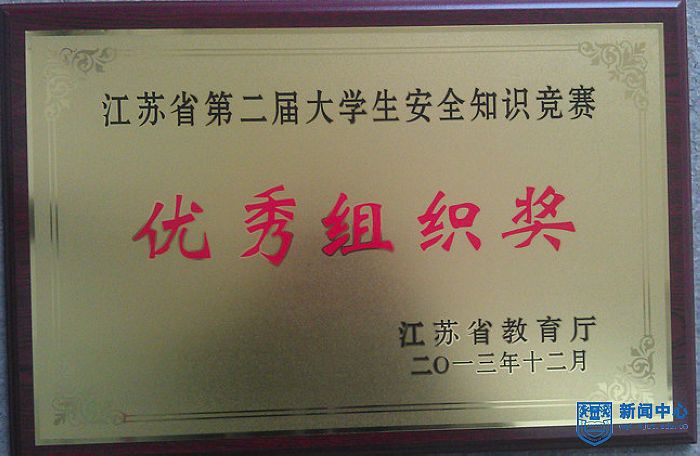 江苏省第二届大学生安全知识竞赛
优秀组织奖
江苏省教育厅
二〇一三年十二月
新闻中心